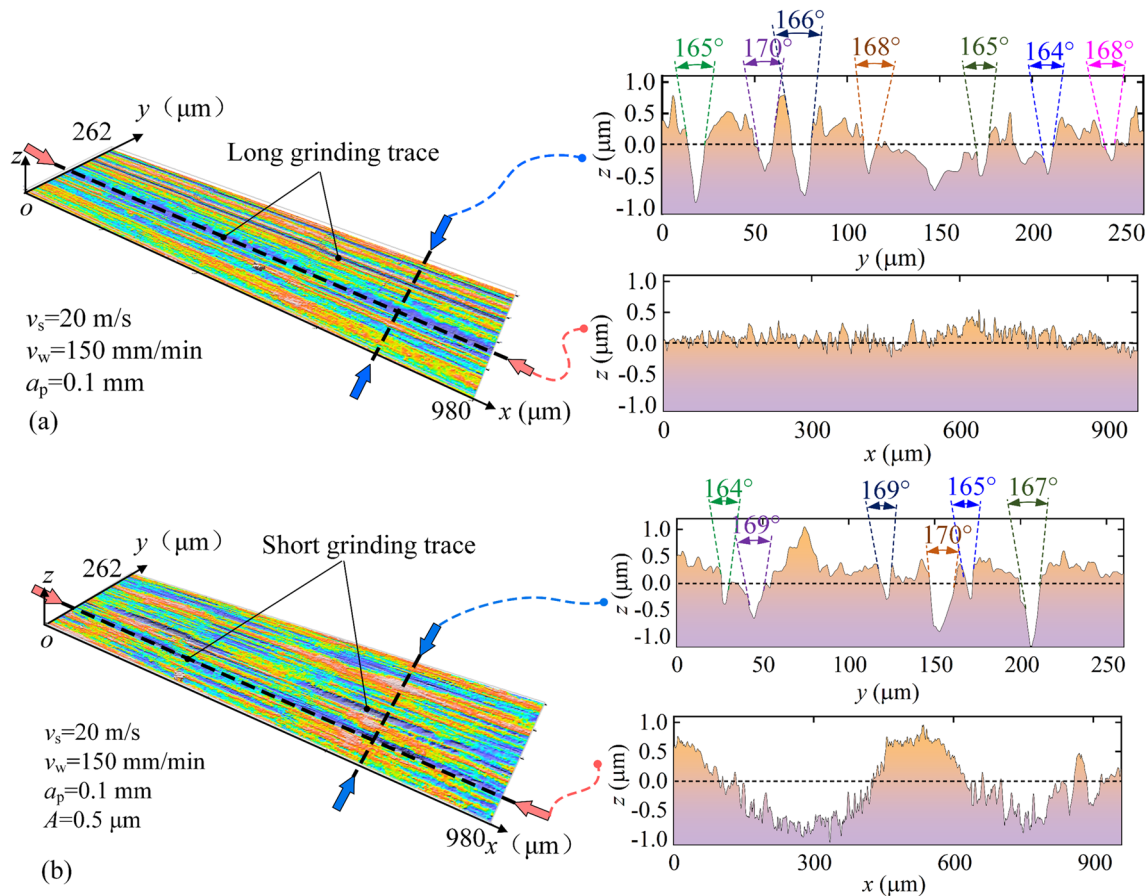 166°
165°
170°
168°
165°
164°
168°
y (μm)
262
z
o
Long grinding trace
vs=20 m/s
vw=150 mm/min
ap=0.1 mm
980
x (μm)
(a)
z (μm)
1.0
0.5
0.0
-0.5
-1.0
0 50 100 150 200 250
y (μm)
z (μm)
1.0
0.5
0.0
-0.5
-1.0
0 300 600 900
x (μm)
164°
169°
169°
170°
165°
167°
y（μm)
262
z
o
Short grinding trace
vs=20 m/s
vw=150 mm/min
ap=0.1 mm
A=0.5 μm
980
x（μm)
(b)
z (μm)
1.0
0.5
0.0
-0.5
-1.0
0 50 100 150 200 250
y (μm)
z (μm)
1.0
0.5
0.0
-0.5
-1.0
0 300 600 900
x (μm)